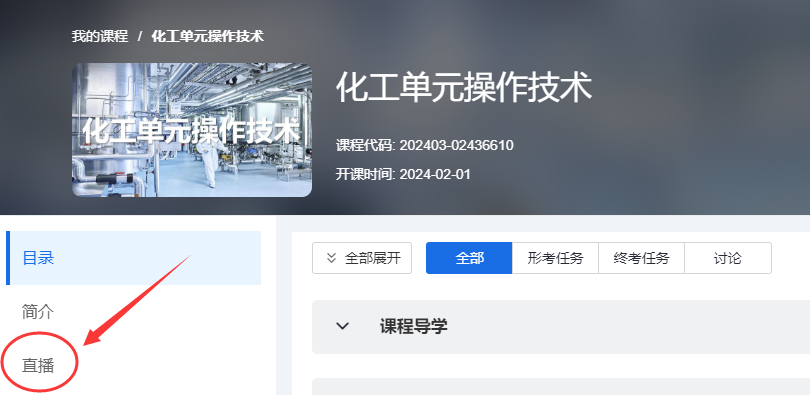 我的课程 / 化工单元操作技术
化工单元操作技术
化工单元操作技术
课程代码: 202403-02436610
开课时间: 2024-02-01
目录
简介
直播
全部展开 全部 形考任务 终考任务 讨论
课程导学